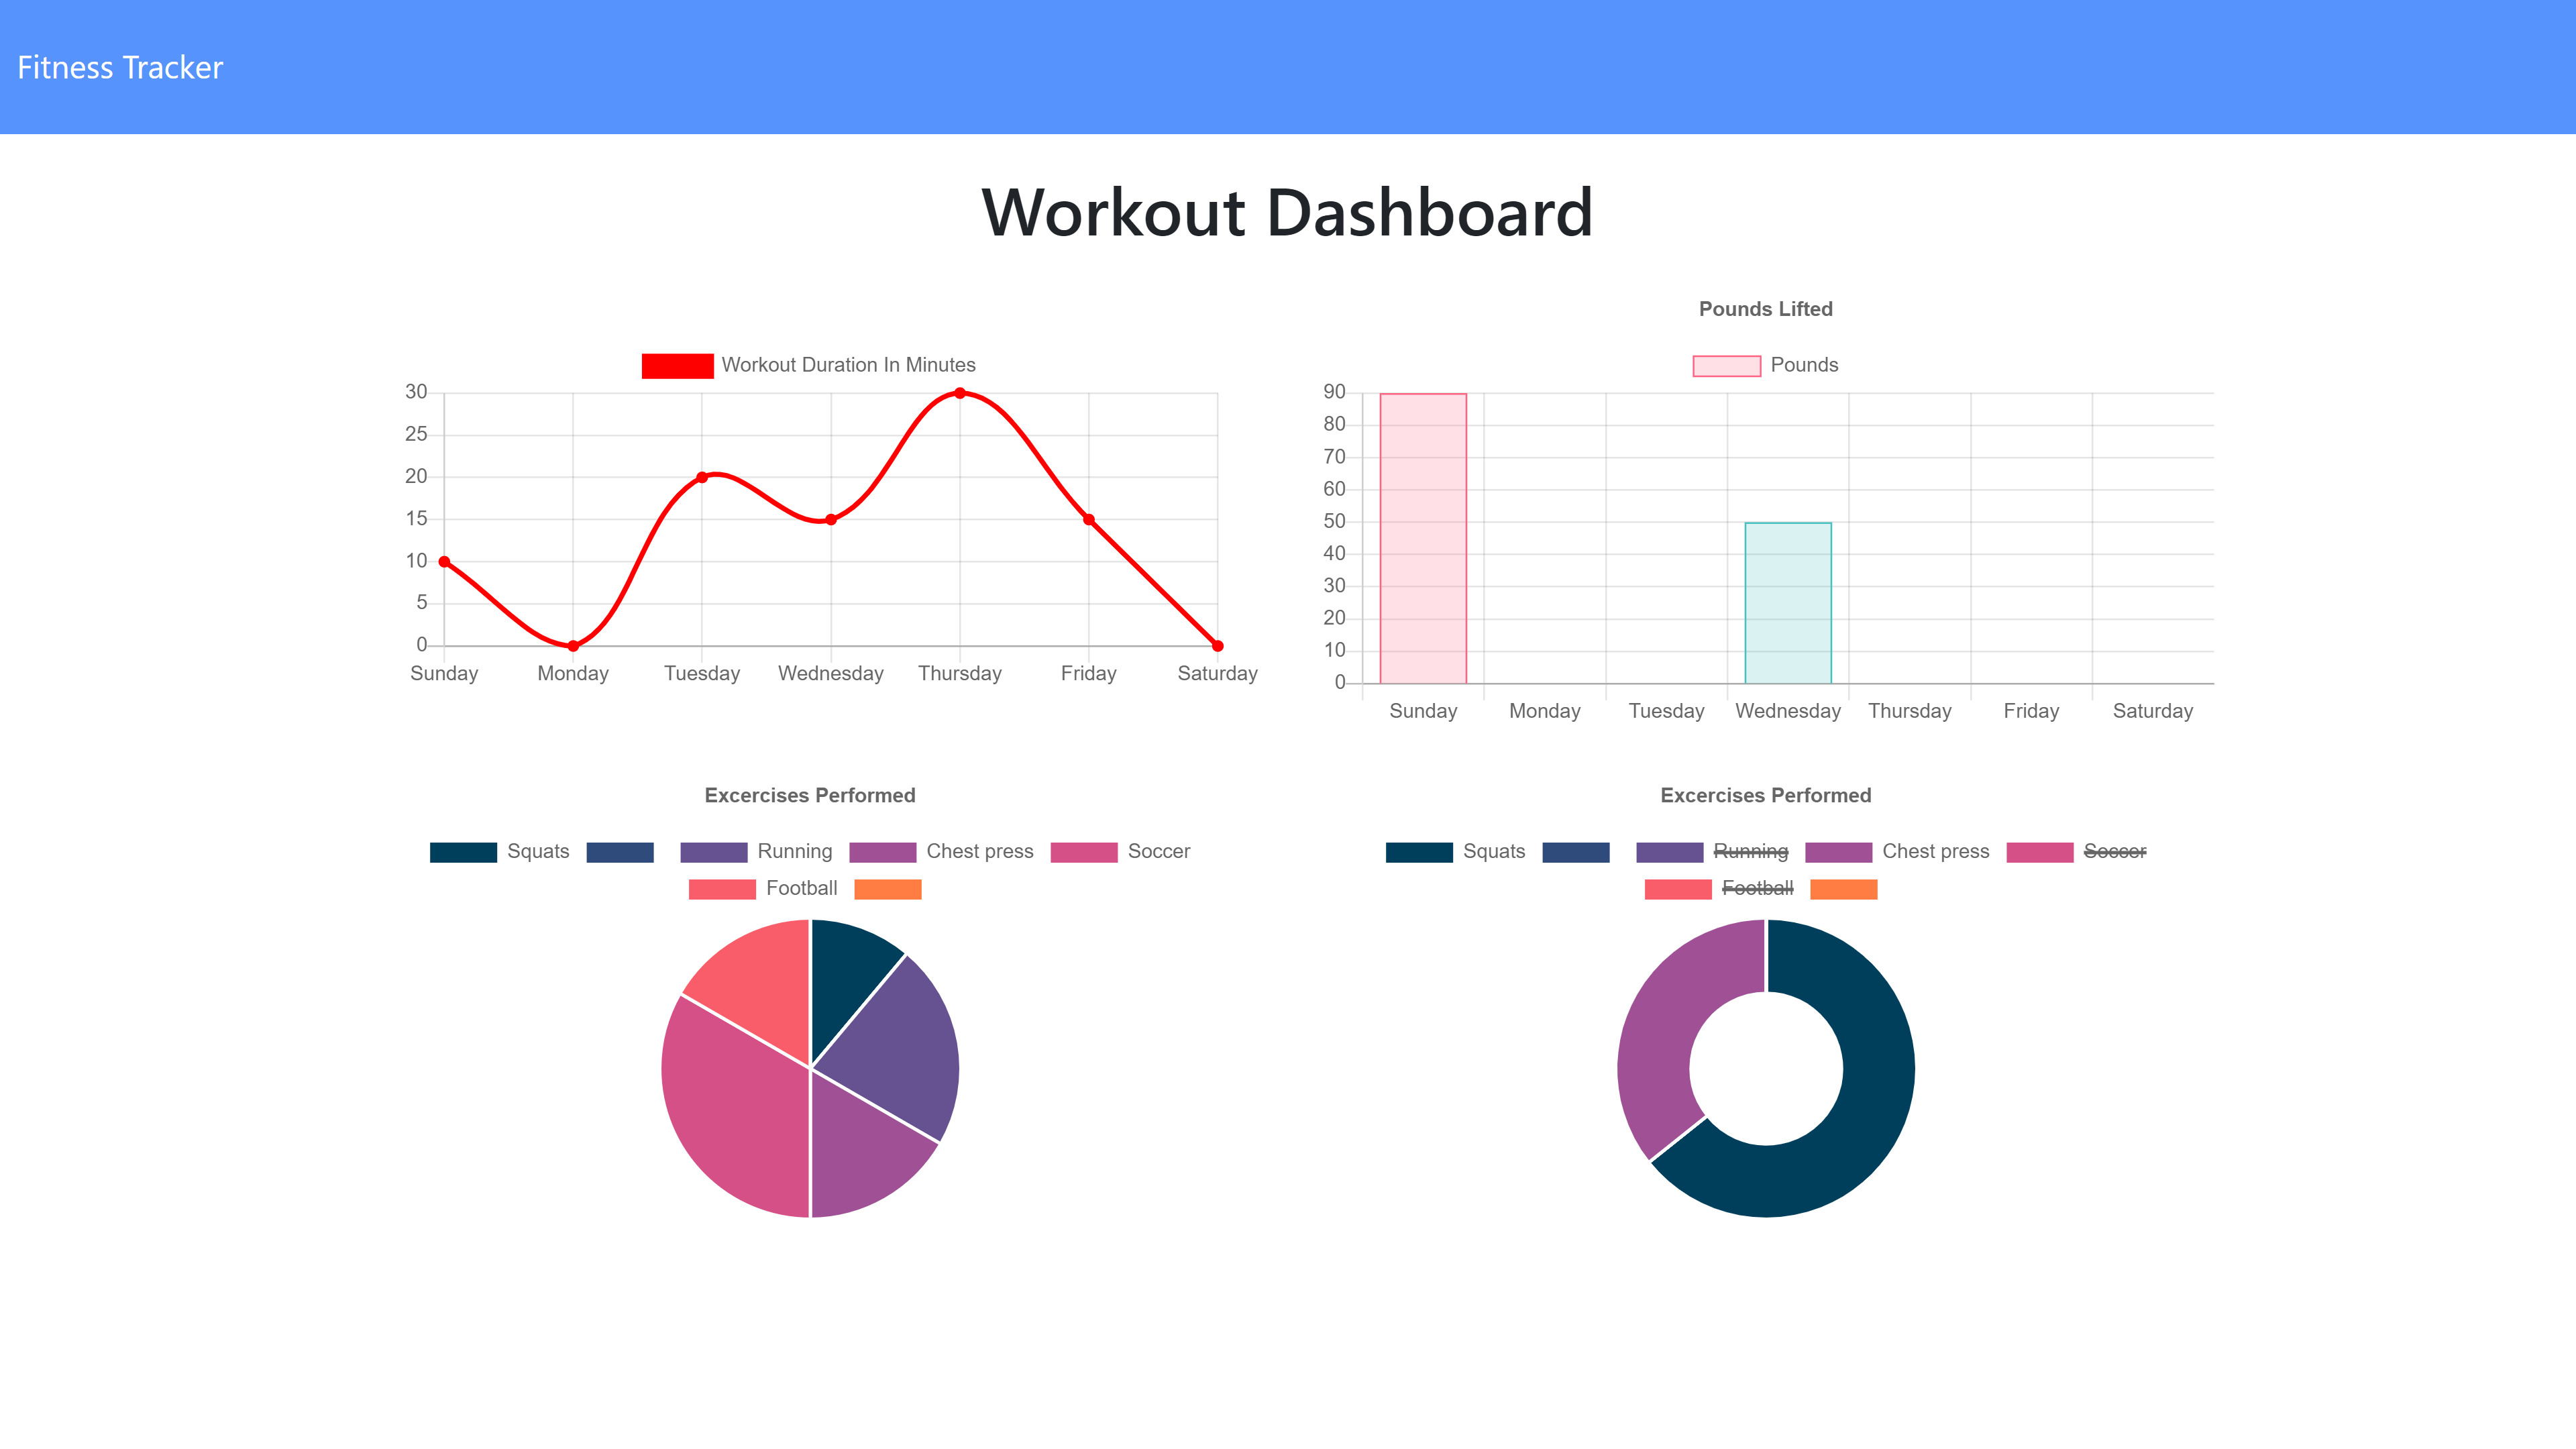 Fitness Tracker
Workout Dashboard
Workout Duration In Minutes
30
25
20
15
10
5
0
Sunday Monday Tuesday Wednesday Thursday Friday Saturday
Pounds Lifted
Pounds
90
80
70
60
50
40
30
20
10
0
Sunday Monday Tuesday Wednesday Thursday Friday Saturday
Excercises Performed
Squats Running Chest press Soccer
Football
Excercises Performed
Squats Running Chest press Soccer
Football